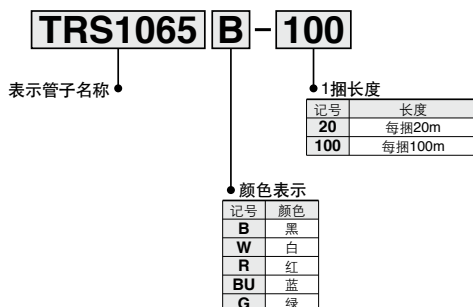 TRS1065 B - 100
表示管子名称
1捆长度
记号 长度
20 每捆20m
100 每捆100m
颜色表示
记号 颜色
B 黑
W 白
R 红
BU 蓝
G 绿